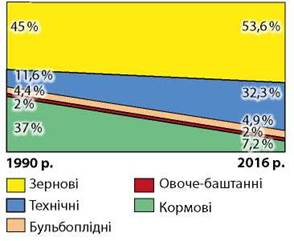 45%
53,6%
11,6%
32,3%
4,4%
4,9%
2%
2%
37%
7,2%
1990 р.
2016 р.
Зернові
Овоче-баштанні
Технічні
Кормові
Бульбоплідні